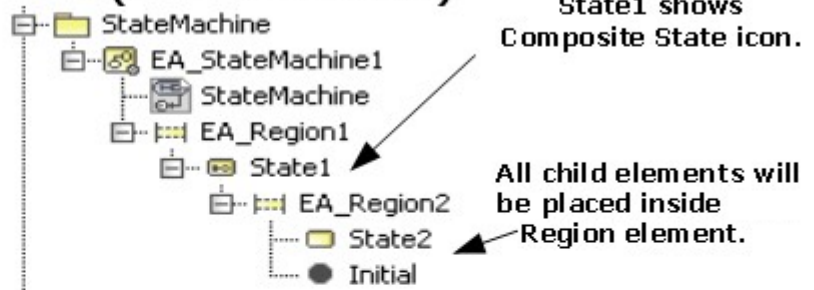 StateMachine
EA_StateMachine1
StateMachine
EA_Region1
State1
EA_Region2
State2
Initial
State1 shows
Composite State icon.
All child elements will
be placed inside
Region element.